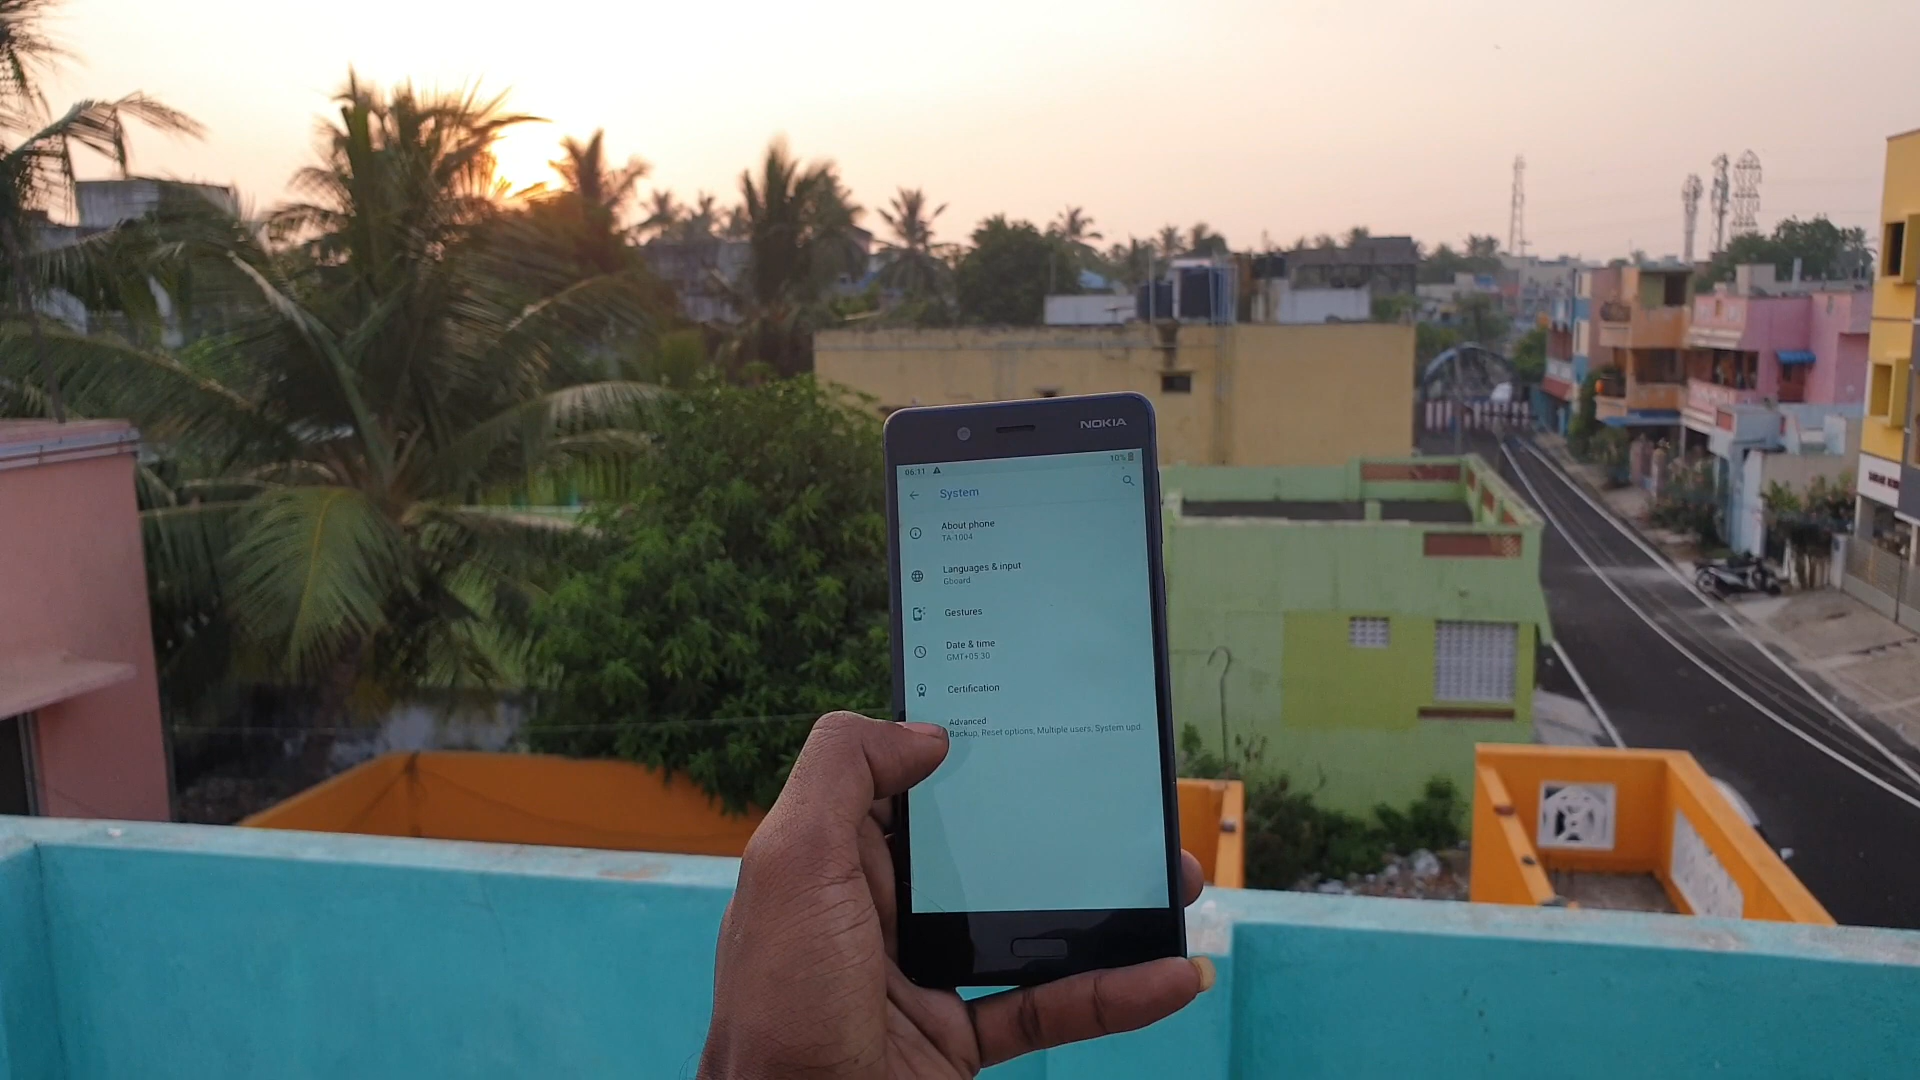 NOKIA
06:11
10%
System
About phone
TA-1004
Languages & input
Gboard
Gestures
Date & time
GMT+05:30
Certification
Advanced
Backup, Reset options, Multiple users, System upd